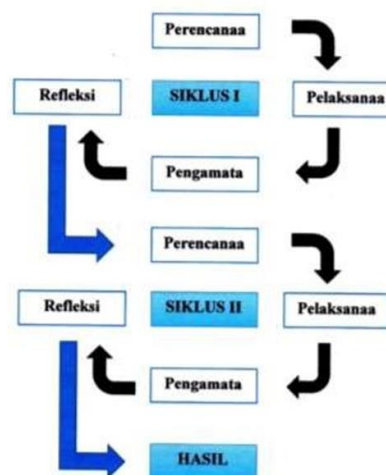 Perencanaa
Refleksi
SIKLUS I
Pelaksanaa
Pengamata
Perencanaa
Refleksi
SIKLUS II
Pelaksanaa
Pengamata
HASIL